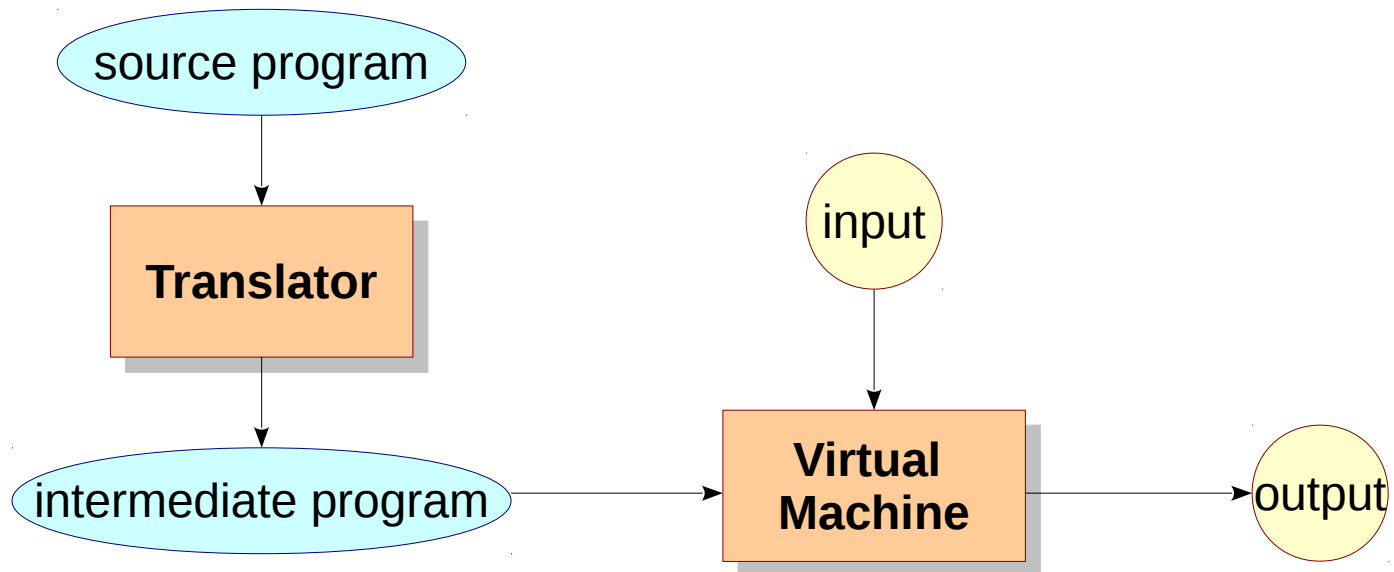 source program
Translator
input
intermediate program
Virtual
Machine
output